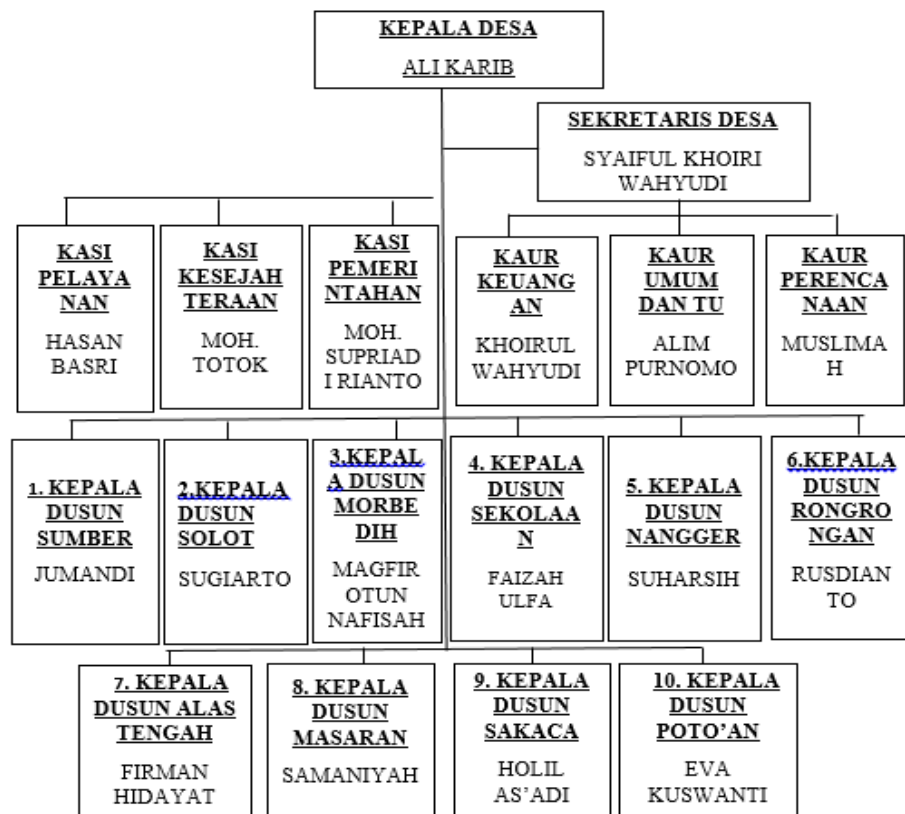 KEPALA DESA
ALI KARIB
SEKRETARIS DESA
SYAIFUL KHOIRI
WAHYUDI
KASI
PELAYA
NAN
HASAN
BASRI
KASI
KESEJAH
TERAAN
MOH.
TOTOK
KASI
PEMERI
NTAHAN
MOH.
SUPRIAD
I RIANTO
KAUR
KEUANG
AN
KHOIRUL
WAHYUDI
KAUR
UMUM
DAN TU
ALIM
PURNOMO
KAUR
PERENCA
NAAN
MUSLIMA
H
1. KEPALA
DUSUN
SUMBER
JUMANDI
2.KEPALA
DUSUN
SOLOT
SUGIARTO
3.KEPAL
A DUSUN
MORBE
DIH
MAGFIR
OTUN
NAFISAH
4. KEPALA
DUSUN
SEKOLAA
N
FAIZAH
ULFA
5. KEPALA
DUSUN
NANGGER
SUHARSIH
6.KEPALA
DUSUN
RONGRO
NGAN
RUSDIAN
TO
7. KEPALA
DUSUN ALAS
TENGAH
FIRMAN
HIDAYAT
8. KEPALA
DUSUN
MASARAN
SAMANIYAH
9. KEPALA
DUSUN
SAKACA
HOLIL
AS’ADI
10. KEPALA
DUSUN
POTO’AN
EVA
KUSWANTI